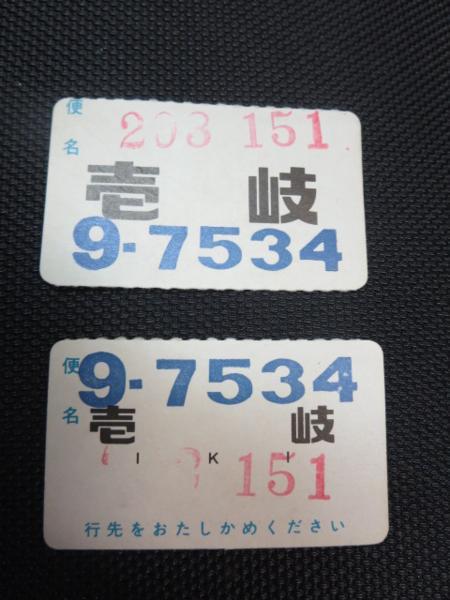 便名 203 151
壱 岐
9-7534
便名 9-7534
壱 岐
I K I
151
行先をおたしかめください